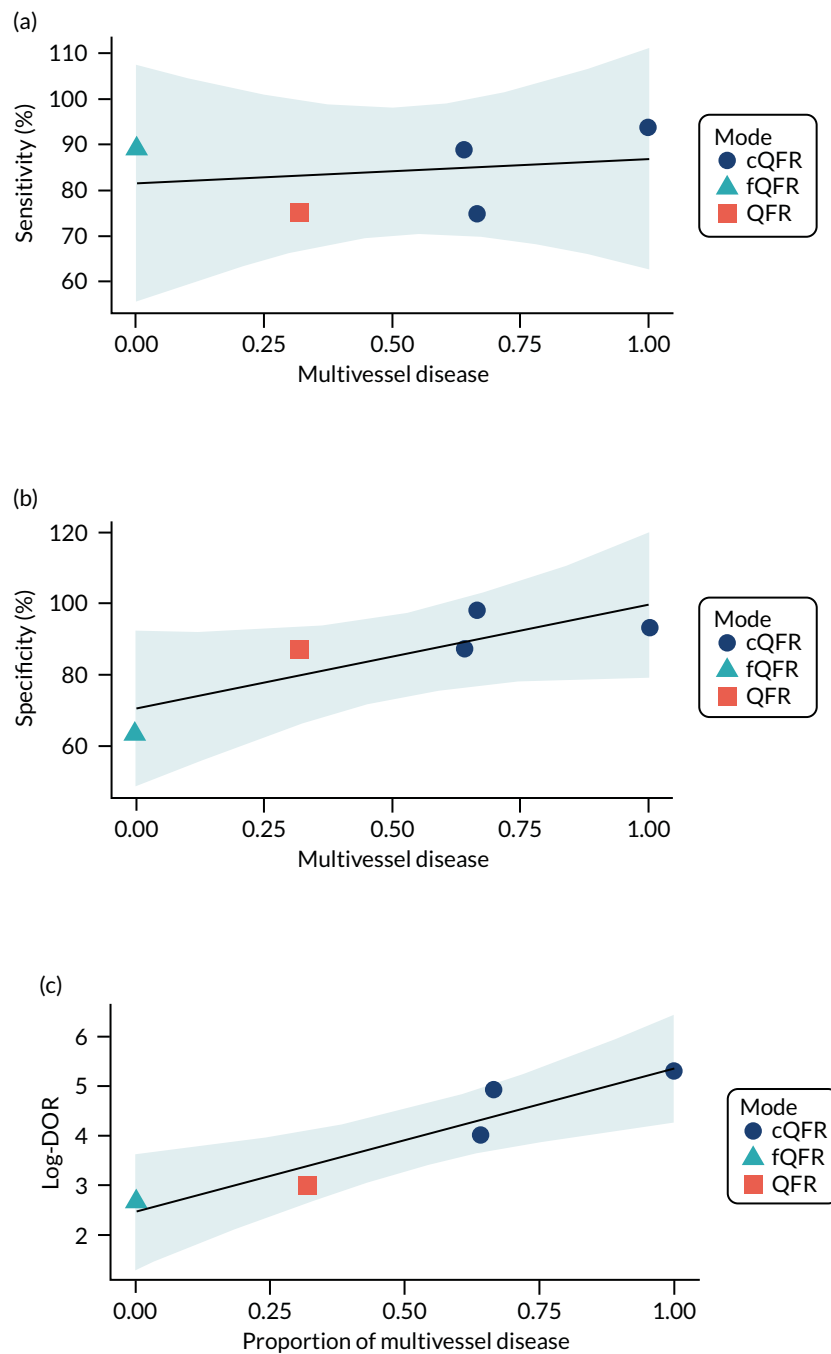 (a)
110
100
90
80
70
60
Sensitivity (%)
0.00 0.25 0.50 0.75 1.00
Multivessel disease
Mode
cQFR
fQFR
QFR
(b)
120
100
80
60
Specificity (%)
0.00 0.25 0.50 0.75 1.00
Multivessel disease
Mode
cQFR
fQFR
QFR
(c)
6
5
4
3
2
Log-DOR
0.00 0.25 0.50 0.75 1.00
Proportion of multivessel disease
Mode
cQFR
fQFR
QFR